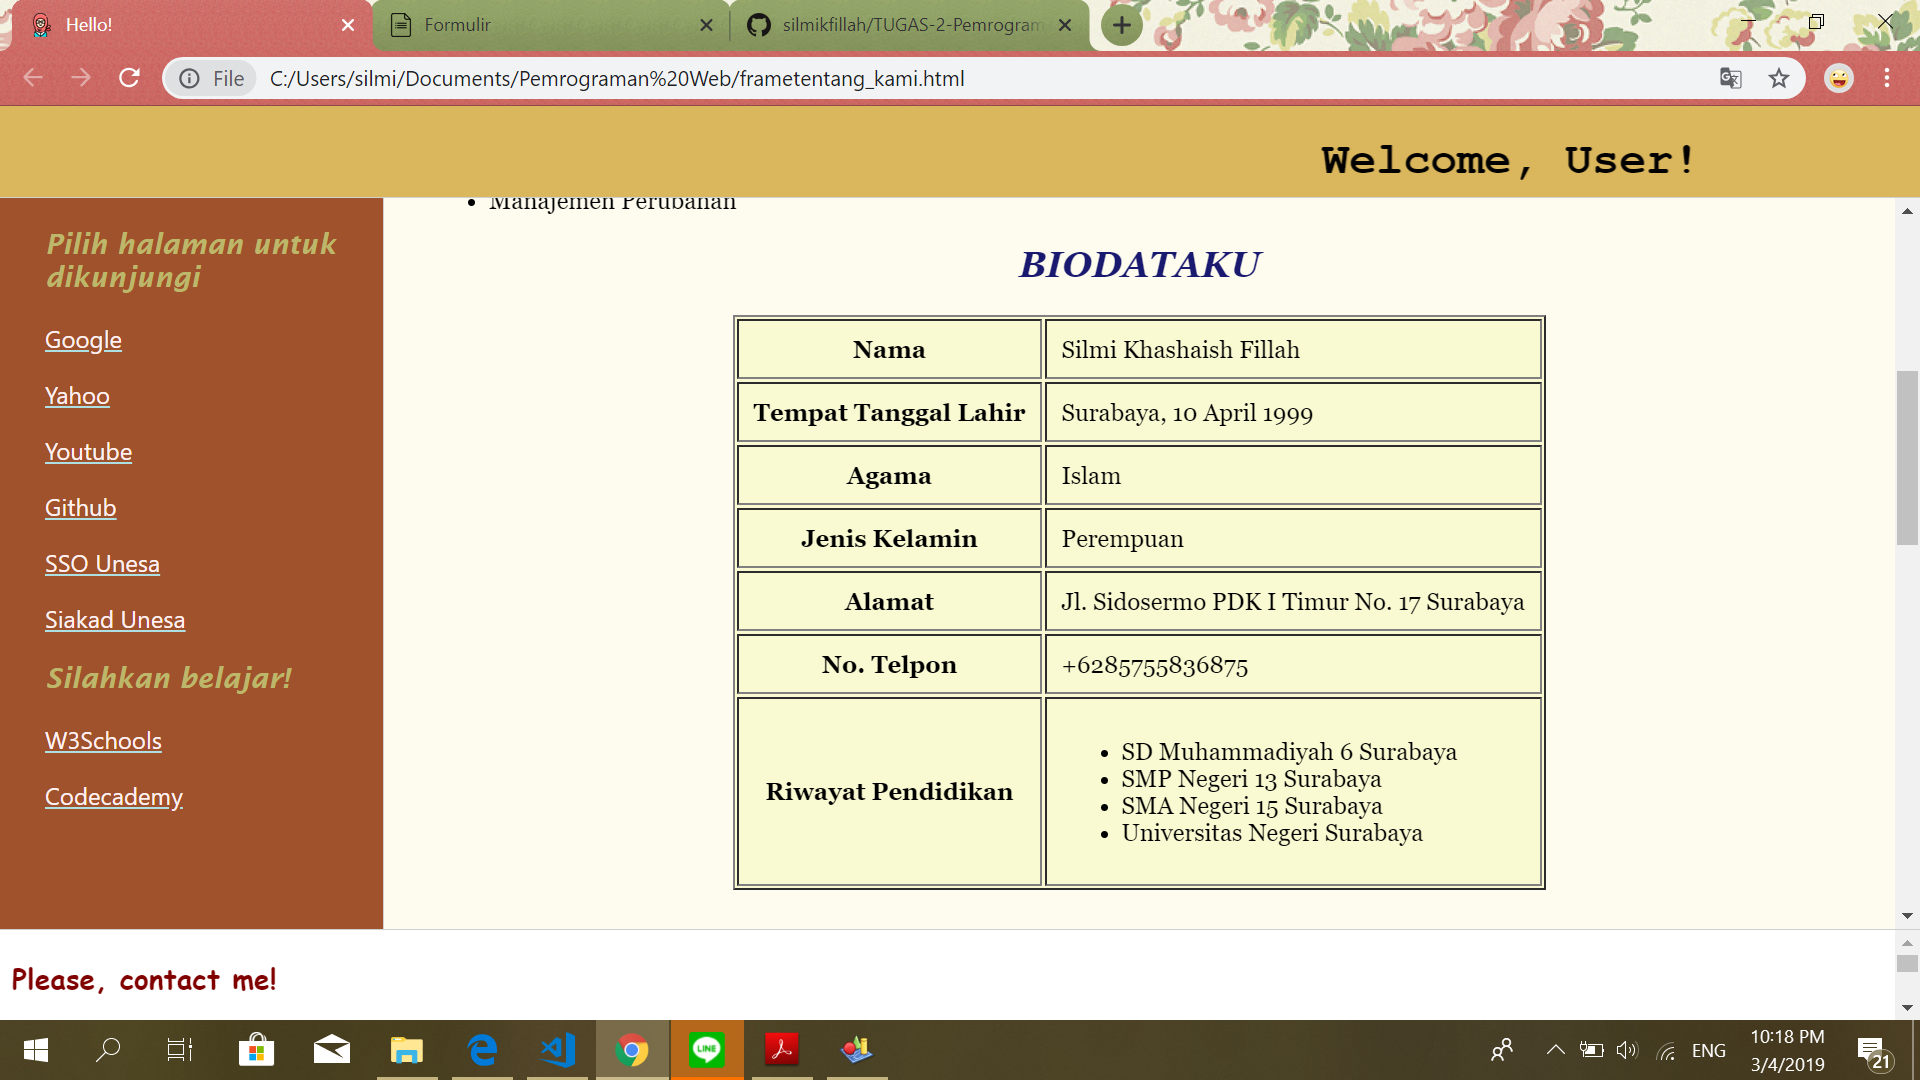 Hello!
Formulir
silmikfillah/TUGAS-2-Pemrogram
File
C:/Users/silmi/Documents/Pemrograman%20Web/frametentang_kami.html
Welcome, User!
Pilih halaman untuk
dikunjungi
Google
Yahoo
Youtube
Github
SSO Unesa
Siakad Unesa
Silahkan belajar!
W3Schools
Codecademy
Manajemen Perubahan
BIODATAKU
Nama Silmi Khashaish Fillah
Tempat Tanggal Lahir Surabaya, 10 April 1999
Agama Islam
Jenis Kelamin Perempuan
Alamat Jl. Sidosermo PDK I Timur No. 17 Surabaya
No. Telpon +6285755836875
Riwayat Pendidikan
SD Muhammadiyah 6 Surabaya
SMP Negeri 13 Surabaya
SMA Negeri 15 Surabaya
Universitas Negeri Surabaya
Please, contact me!
LINE
ENG
10:18 PM
3/4/2019
21